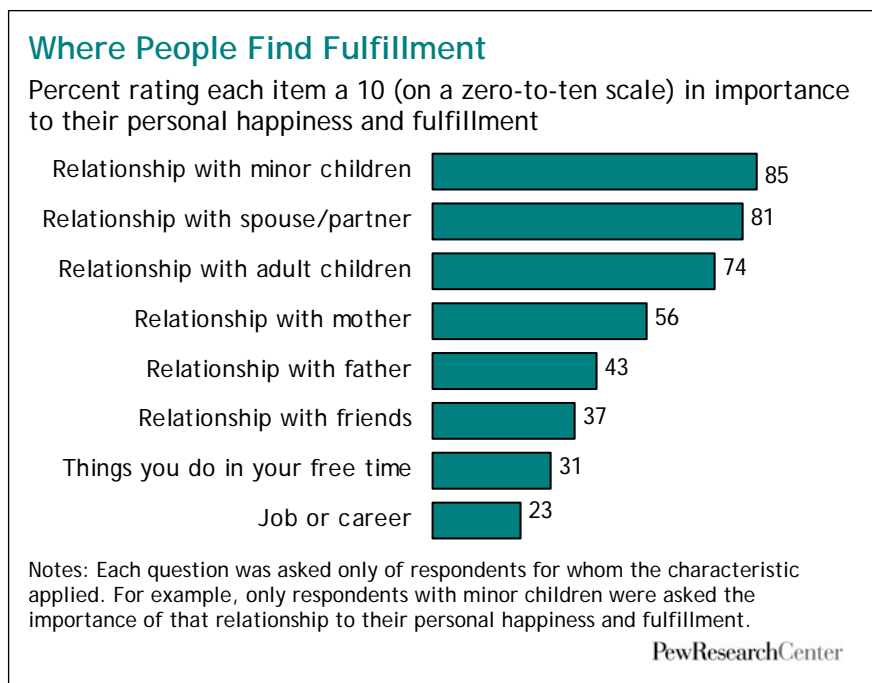 Where People Find Fulfillment
Percent rating each item a 10 (on a zero-to-ten scale) in importance
to their personal happiness and fulfillment
Relationship with minor children 85
Relationship with spouse/partner 81
Relationship with adult children 74
Relationship with mother 56
Relationship with father 43
Relationship with friends 37
Things you do in your free time 31
Job or career 23
Notes: Each question was asked only of respondents for whom the characteristic
applied. For example, only respondents with minor children were asked the
importance of that relationship to their personal happiness and fulfillment.
PewResearchCenter